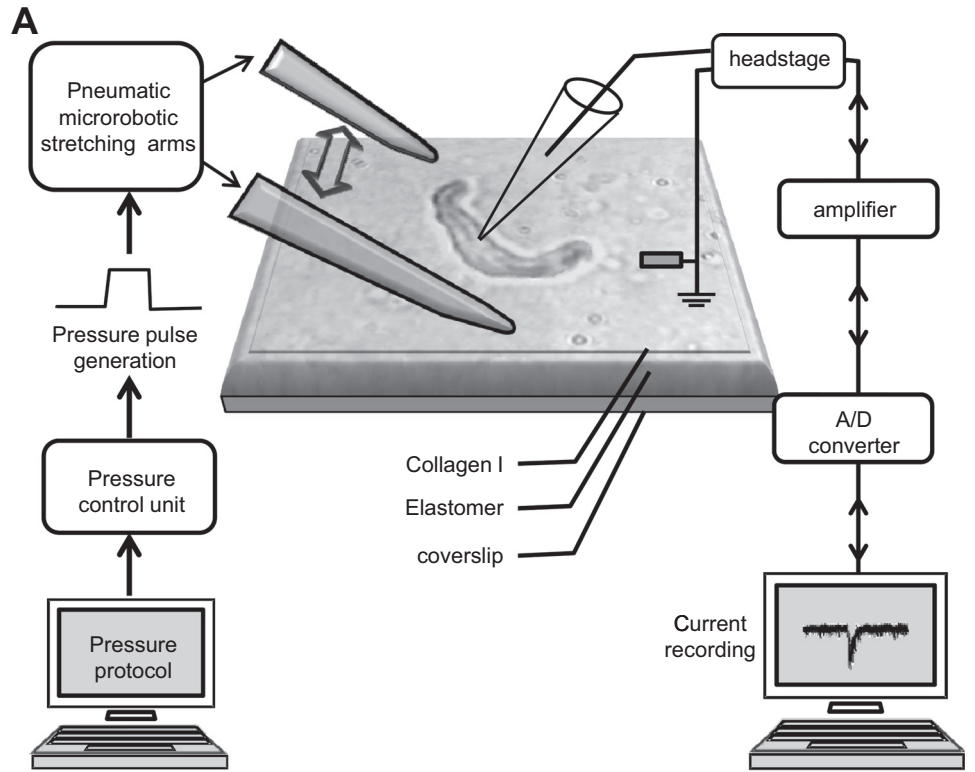 A
Pneumatic
microrobotic
stretching arms
headstage
amplifier
Pressure pulse
generation
A/D
converter
Collagen I
Elastomer
coverslip
Pressure
control unit
Pressure
protocol
Current
recording